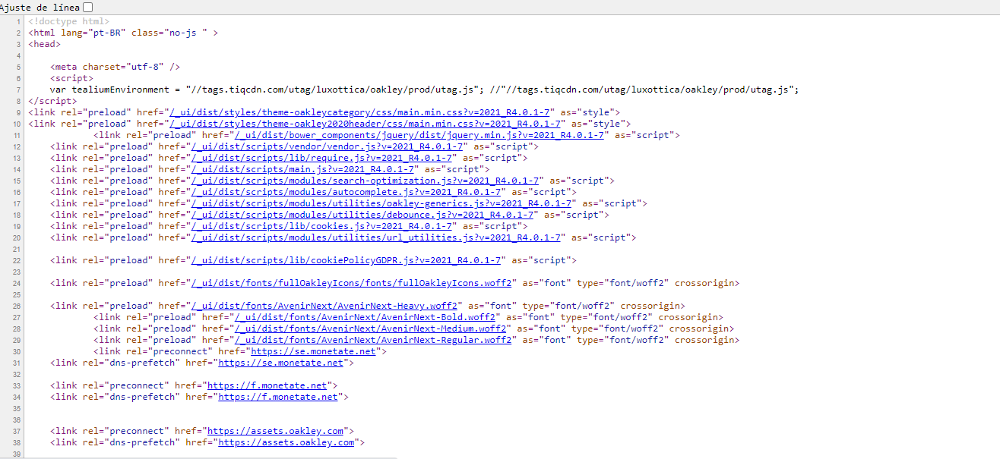 Ajuste de línea
1 <!doctype html>
2 <html lang="pt-BR" class="no-js " >
3 <head>
4
5 <meta charset="utf-8" />
6 <script>
7 var tealiumEnvironment = "//tags.tiqcdn.com/utag/luxottica/oakley/prod/utag.js"; //"//tags.tiqcdn.com/utag/luxottica/oakley/prod/utag.js";
8 </script>
9 <link rel="preload" href="/_ui/dist/styles/theme-oakleycategory/css/main.min.css?v=2021_R4.0.1-7" as="style">
10 <link rel="preload" href="/_ui/dist/styles/theme-oakley2020header/css/main.min.css?v=2021_R4.0.1-7" as="style">
11 <link rel="preload" href="/_ui/dist/bower_components/jquery/dist/jquery.min.js?v=2021_R4.0.1-7" as="script">
12 <link rel="preload" href="/_ui/dist/scripts/vendor/vendor.js?v=2021_R4.0.1-7" as="script">
13 <link rel="preload" href="/_ui/dist/scripts/lib/require.js?v=2021_R4.0.1-7" as="script">
14 <link rel="preload" href="/_ui/dist/scripts/main.js?v=2021_R4.0.1-7" as="script">
15 <link rel="preload" href="/_ui/dist/scripts/modules/search-optimization.js?v=2021_R4.0.1-7" as="script">
16 <link rel="preload" href="/_ui/dist/scripts/modules/autocomplete.js?v=2021_R4.0.1-7" as="script">
17 <link rel="preload" href="/_ui/dist/scripts/modules/utilities/oakley-generics.js?v=2021_R4.0.1-7" as="script">
18 <link rel="preload" href="/_ui/dist/scripts/modules/utilities/debounce.js?v=2021_R4.0.1-7" as="script">
19 <link rel="preload" href="/_ui/dist/scripts/lib/cookies.js?v=2021_R4.0.1-7" as="script">
20 <link rel="preload" href="/_ui/dist/scripts/modules/utilities/url_utilities.js?v=2021_R4.0.1-7" as="script">
21
22 <link rel="preload" href="/_ui/dist/scripts/lib/cookiePolicyGDPR.js?v=2021_R4.0.1-7" as="script">
23
24 <link rel="preload" href="/_ui/dist/fonts/fullOakleyIcons/fonts/fullOakleyIcons.woff2" as="font" type="font/woff2" crossorigin>
25
26 <link rel="preload" href="/_ui/dist/fonts/AvenirNext/AvenirNext-Heavy.woff2" as="font" type="font/woff2" crossorigin>
27 <link rel="preload" href="/_ui/dist/fonts/AvenirNext/AvenirNext-Bold.woff2" as="font" type="font/woff2" crossorigin>
28 <link rel="preload" href="/_ui/dist/fonts/AvenirNext/AvenirNext-Medium.woff2" as="font" type="font/woff2" crossorigin>
29 <link rel="preload" href="/_ui/dist/fonts/AvenirNext/AvenirNext-Regular.woff2" as="font" type="font/woff2" crossorigin>
30 <link rel="preconnect" href="https://se.monetate.net">
31 <link rel="dns-prefetch" href="https://se.monetate.net">
32
33 <link rel="preconnect" href="https://f.monetate.net">
34 <link rel="dns-prefetch" href="https://f.monetate.net">
35
36
37 <link rel="preconnect" href="https://assets.oakley.com">
38 <link rel="dns-prefetch" href="https://assets.oakley.com">
39